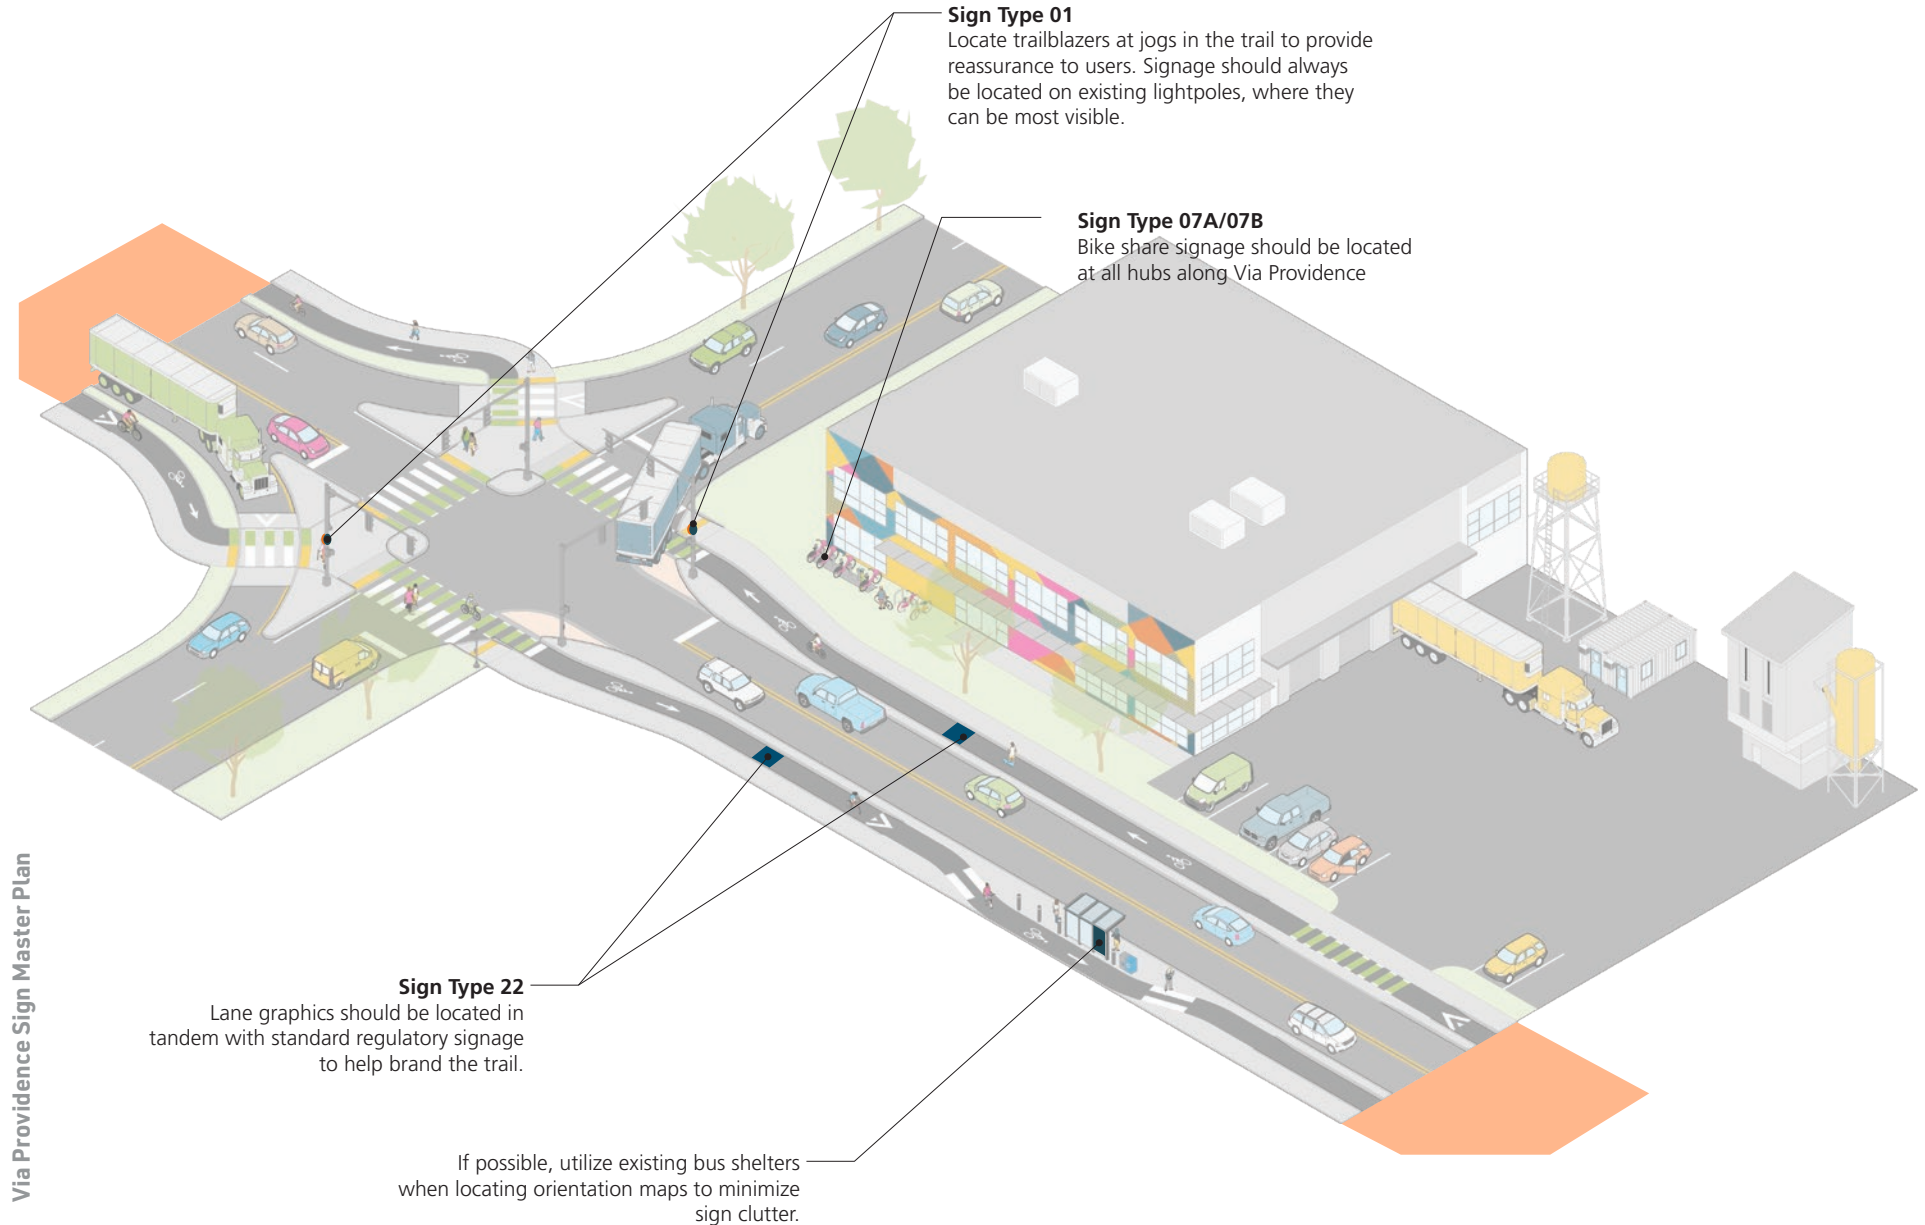 Sign Type 01
Locate trailblazers at jogs in the trail to provide
reassurance to users. Signage should always
be located on existing lightpoles, where they
can be most visible.
Sign Type 07A/07B
Bike share signage should be located
at all hubs along Via Providence
Sign Type 22
Lane graphics should be located in
tandem with standard regulatory signage
to help brand the trail.
If possible, utilize existing bus shelters
when locating orientation maps to minimize
sign clutter.
Via Providence Sign Master Plan